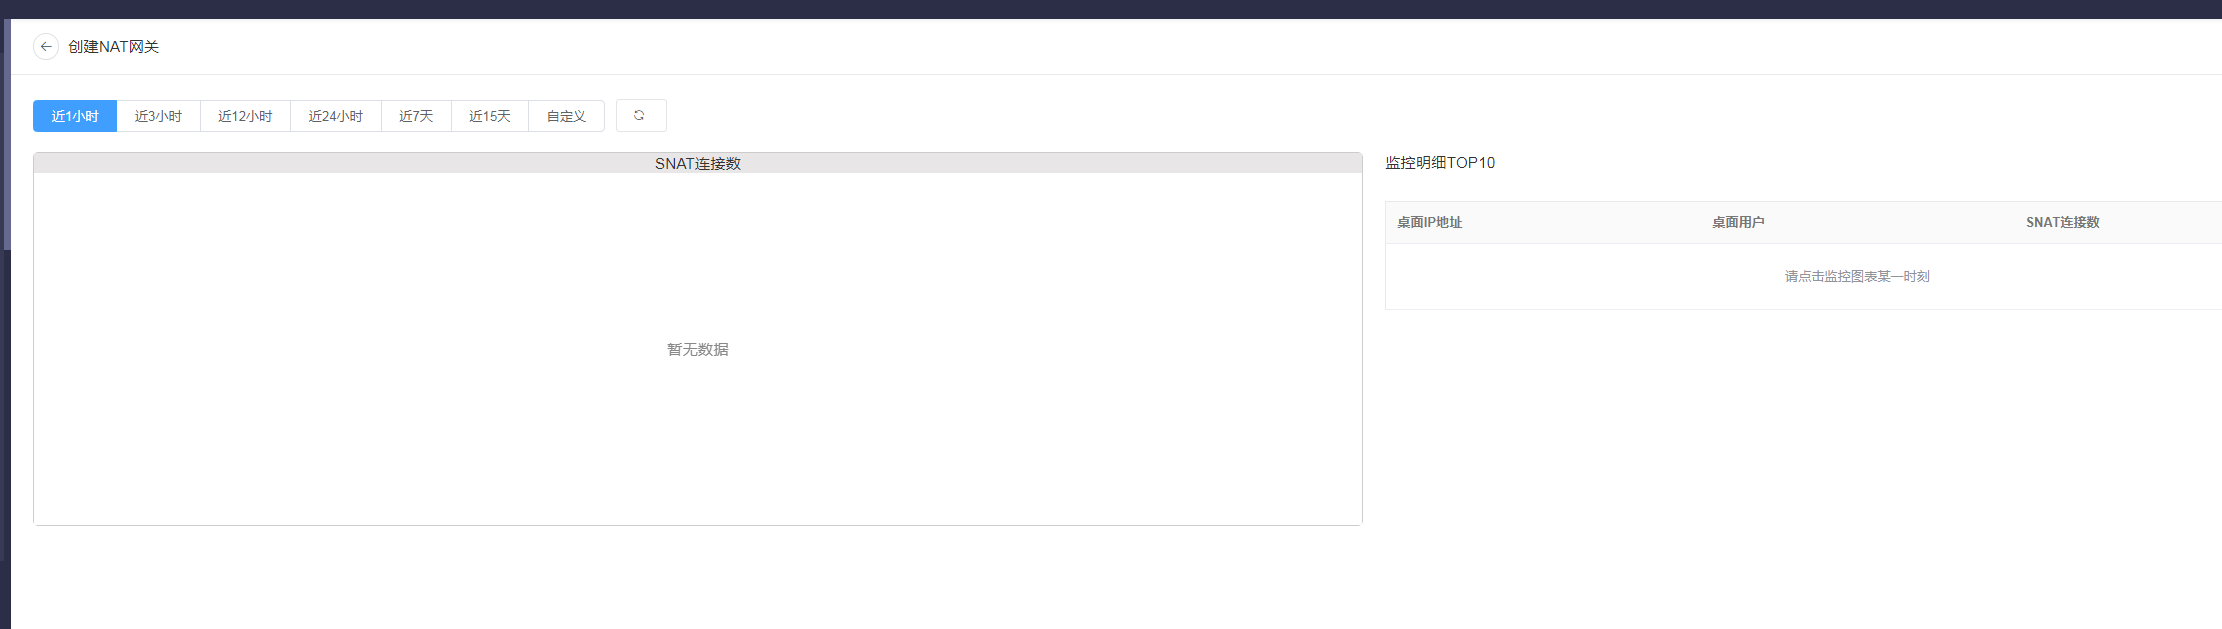 创建NAT网关
近1小时 近3小时 近12小时 近24小时 近7天 近15天 自定义
SNAT连接数
暂无数据
监控明细TOP10
桌面IP地址 桌面用户 SNAT连接数
请点击监控图表某一时刻